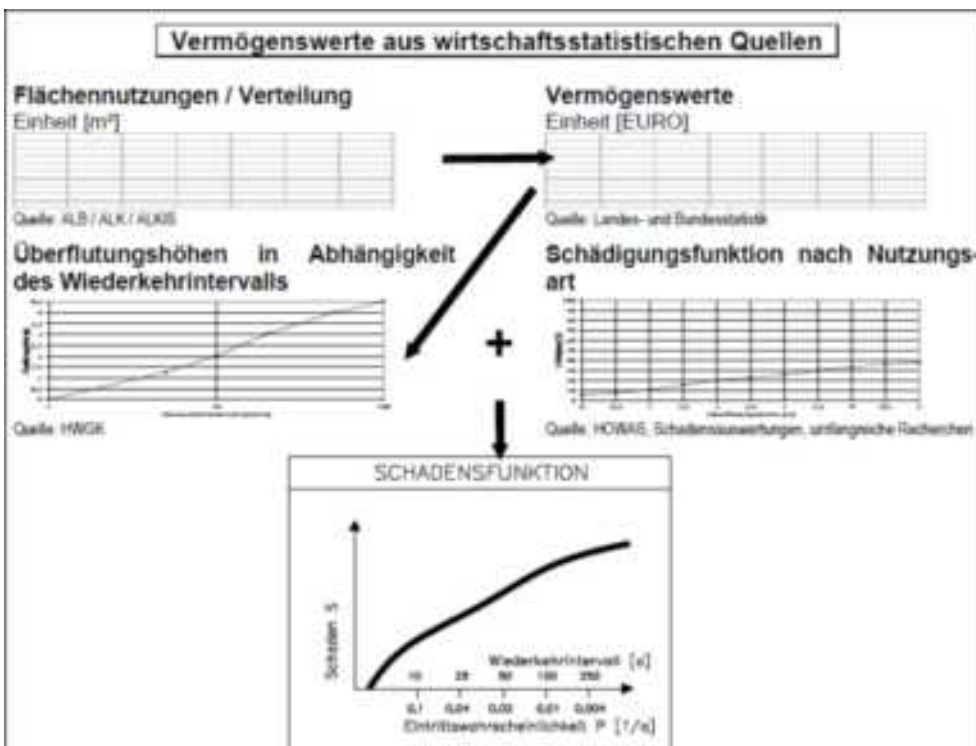 Vermögenswerte aus wirtschaftsstatistischen Quellen
Flächennutzungen / Verteilung
Einheit [m²]
Quelle: ALB / ALK / ALKIS
Vermögenswerte
Einheit [EURO]
Quelle: Landes- und Bundesstatistik
Überflutungshöhen in Abhängigkeit
des Wiederkehrintervalls
Quelle: HWGK
+
Schädigungsfunktion nach Nutzungs-
art
Quelle: HOWAS, Schadensauswertungen, umfangreiche Recherchen
SCHADENSFUNKTION
Schaden S
Wiederkehrintervall [a]
10 25 50 100 250
0,1 0,04 0,02 0,01 0,004
Eintrittswahrscheinlichkeit P [1/a]